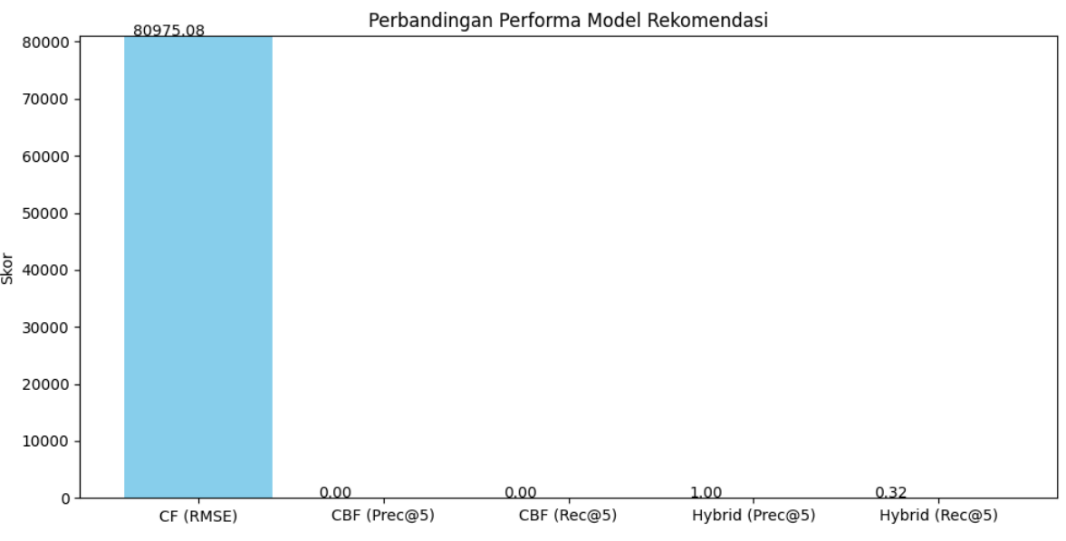 Perbandingan Performa Model Rekomendasi
80975.08
80000
70000
60000
50000
40000
30000
20000
10000
0
Skor
0.00
0.00
1.00
0.32
CF (RMSE)
CBF (Prec@5)
CBF (Rec@5)
Hybrid (Prec@5)
Hybrid (Rec@5)